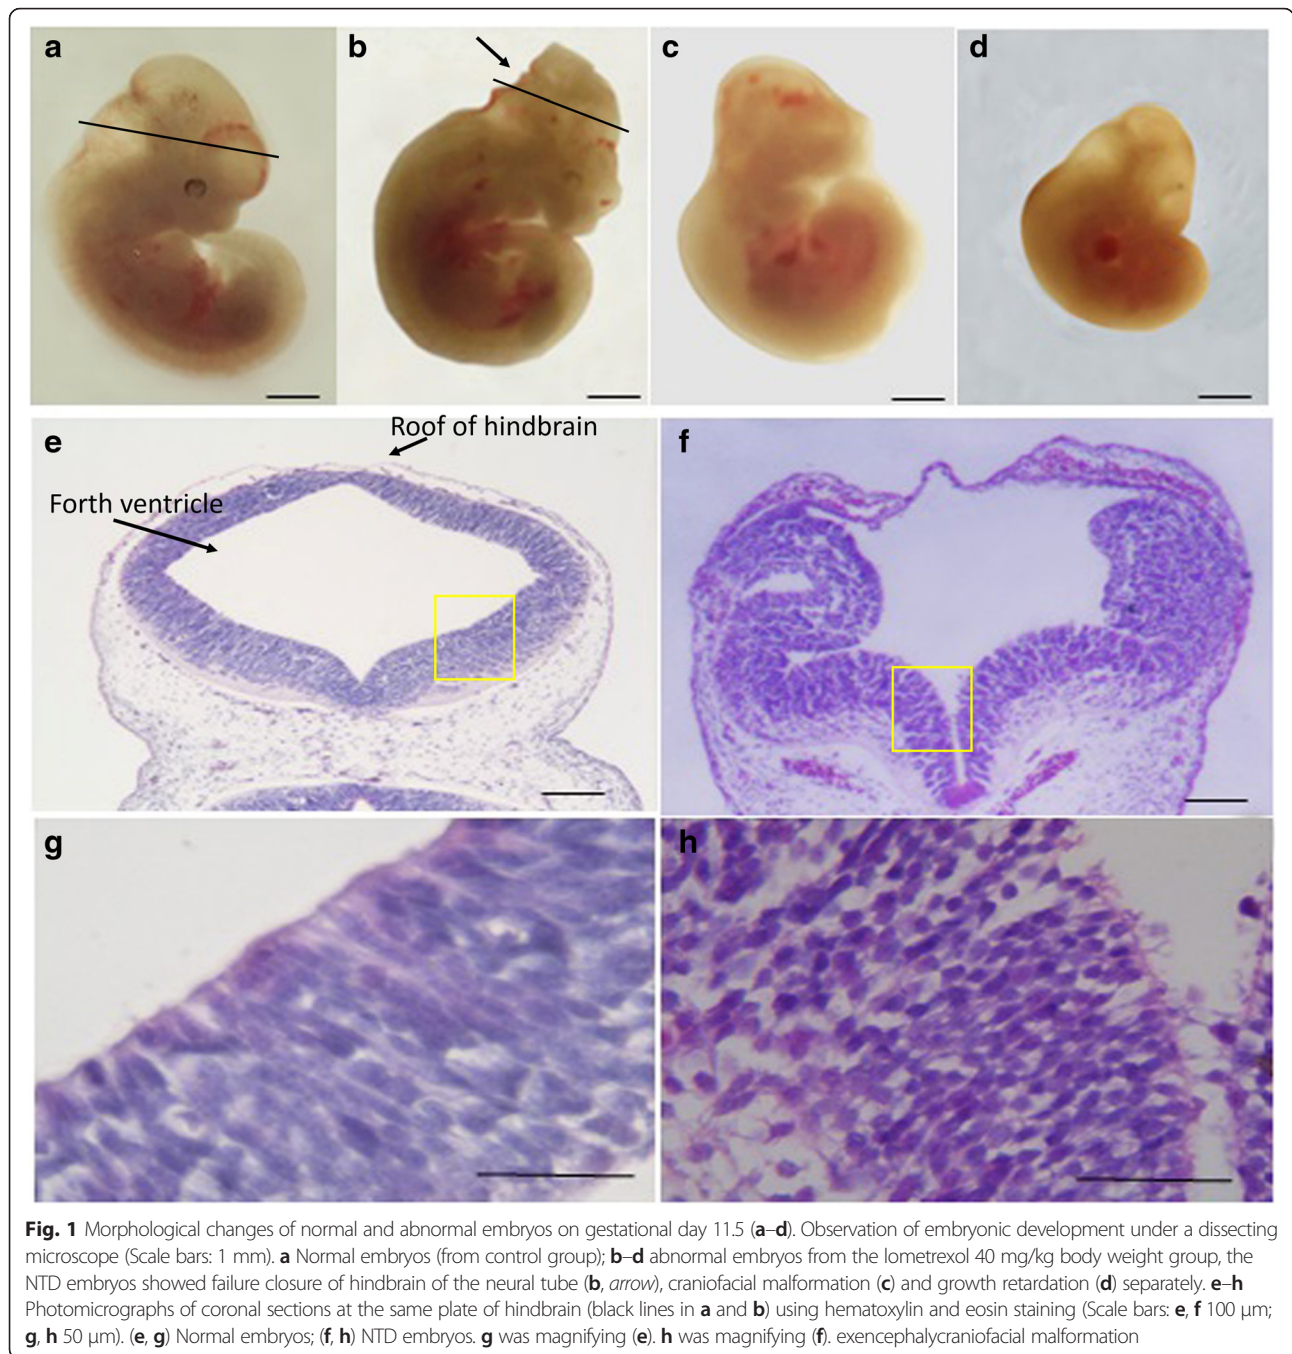 a
b
c
d
e
Roof of hindbrain
Forth ventricle
f
g
h
Fig. 1 Morphological changes of normal and abnormal embryos on gestational day 11.5 (a–d). Observation of embryonic development under a dissecting
microscope (Scale bars: 1 mm). a Normal embryos (from control group); b–d abnormal embryos from the lometrexol 40 mg/kg body weight group, the
NTD embryos showed failure closure of hindbrain of the neural tube (b, arrow), craniofacial malformation (c) and growth retardation (d) separately. e–h
Photomicrographs of coronal sections at the same plate of hindbrain (black lines in a and b) using hematoxylin and eosin staining (Scale bars: e, f 100 μm;
g, h 50 μm). (e, g) Normal embryos; (f, h) NTD embryos. g was magnifying (e). h was magnifying (f). exencephalycraniofacial malformation